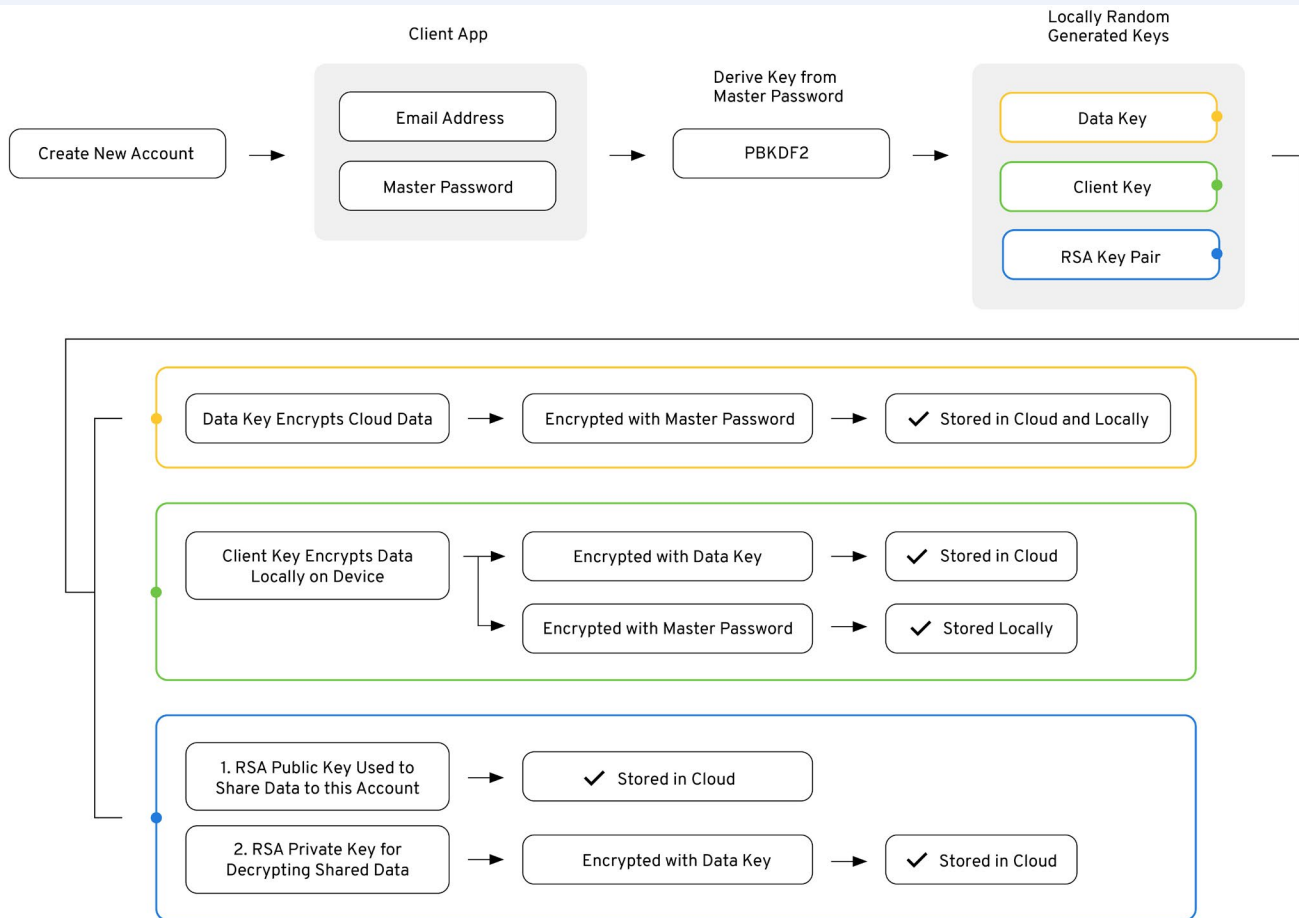 Client App
Locally Random
Generated Keys
Derive Key from
Master Password
Create New Account
Email Address
Master Password
PBKDF2
Data Key
Client Key
RSA Key Pair
Data Key Encrypts Cloud Data
Encrypted with Master Password
Stored in Cloud and Locally
Client Key Encrypts Data
Locally on Device
Encrypted with Data Key
Stored in Cloud
Encrypted with Master Password
Stored Locally
1. RSA Public Key Used to
Share Data to this Account
Stored in Cloud
2. RSA Private Key for
Decrypting Shared Data
Encrypted with Data Key
Stored in Cloud